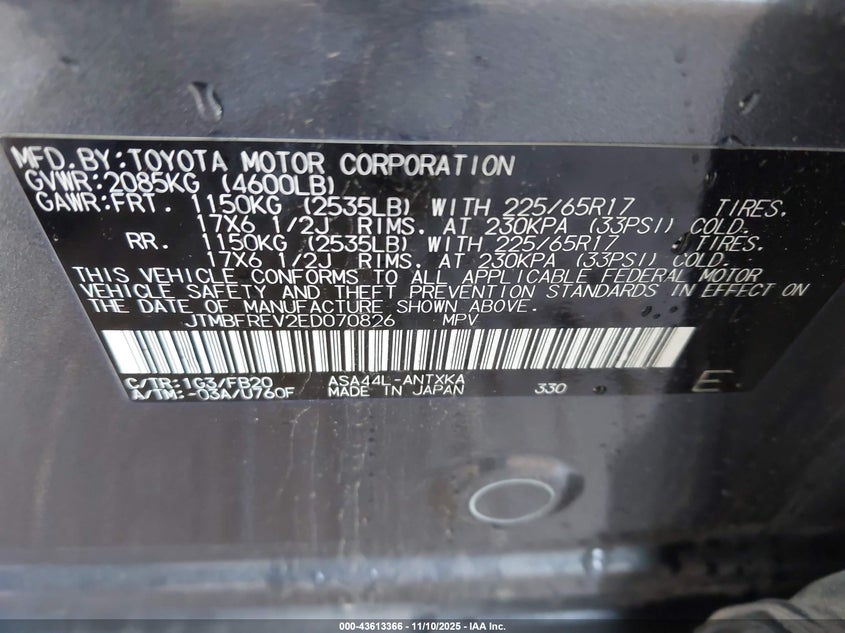 MFD.BY:TOYOTA MOTOR CORPORATION
GVWR:2085KG (4600LB)
GAWR:FRT. 1150KG (2535LB) WITH 225/65R17 TIRES,
17X6 1/2J RIMS, AT 230KPA (33PSI) COLD.
RR. 1150KG (2535LB) WITH 225/65R17 TIRES,
17X6 1/2J RIMS, AT 230KPA (33PSI) COLD.
THIS VEHICLE CONFORMS TO ALL APPLICABLE FEDERAL MOTOR
VEHICLE SAFETY AND THEFT PREVENTION STANDARDS IN EFFECT ON
THE DATE OF MANUFACTURE SHOWN ABOVE.
JTMBFREV2ED070826 MPV
C/TR:1G3/FB20 ASA44L-ANTXKA
A/TM:-03A/U760F MADE IN JAPAN 330 E
000-43613366 - 11/10/2025 - IAA Inc.